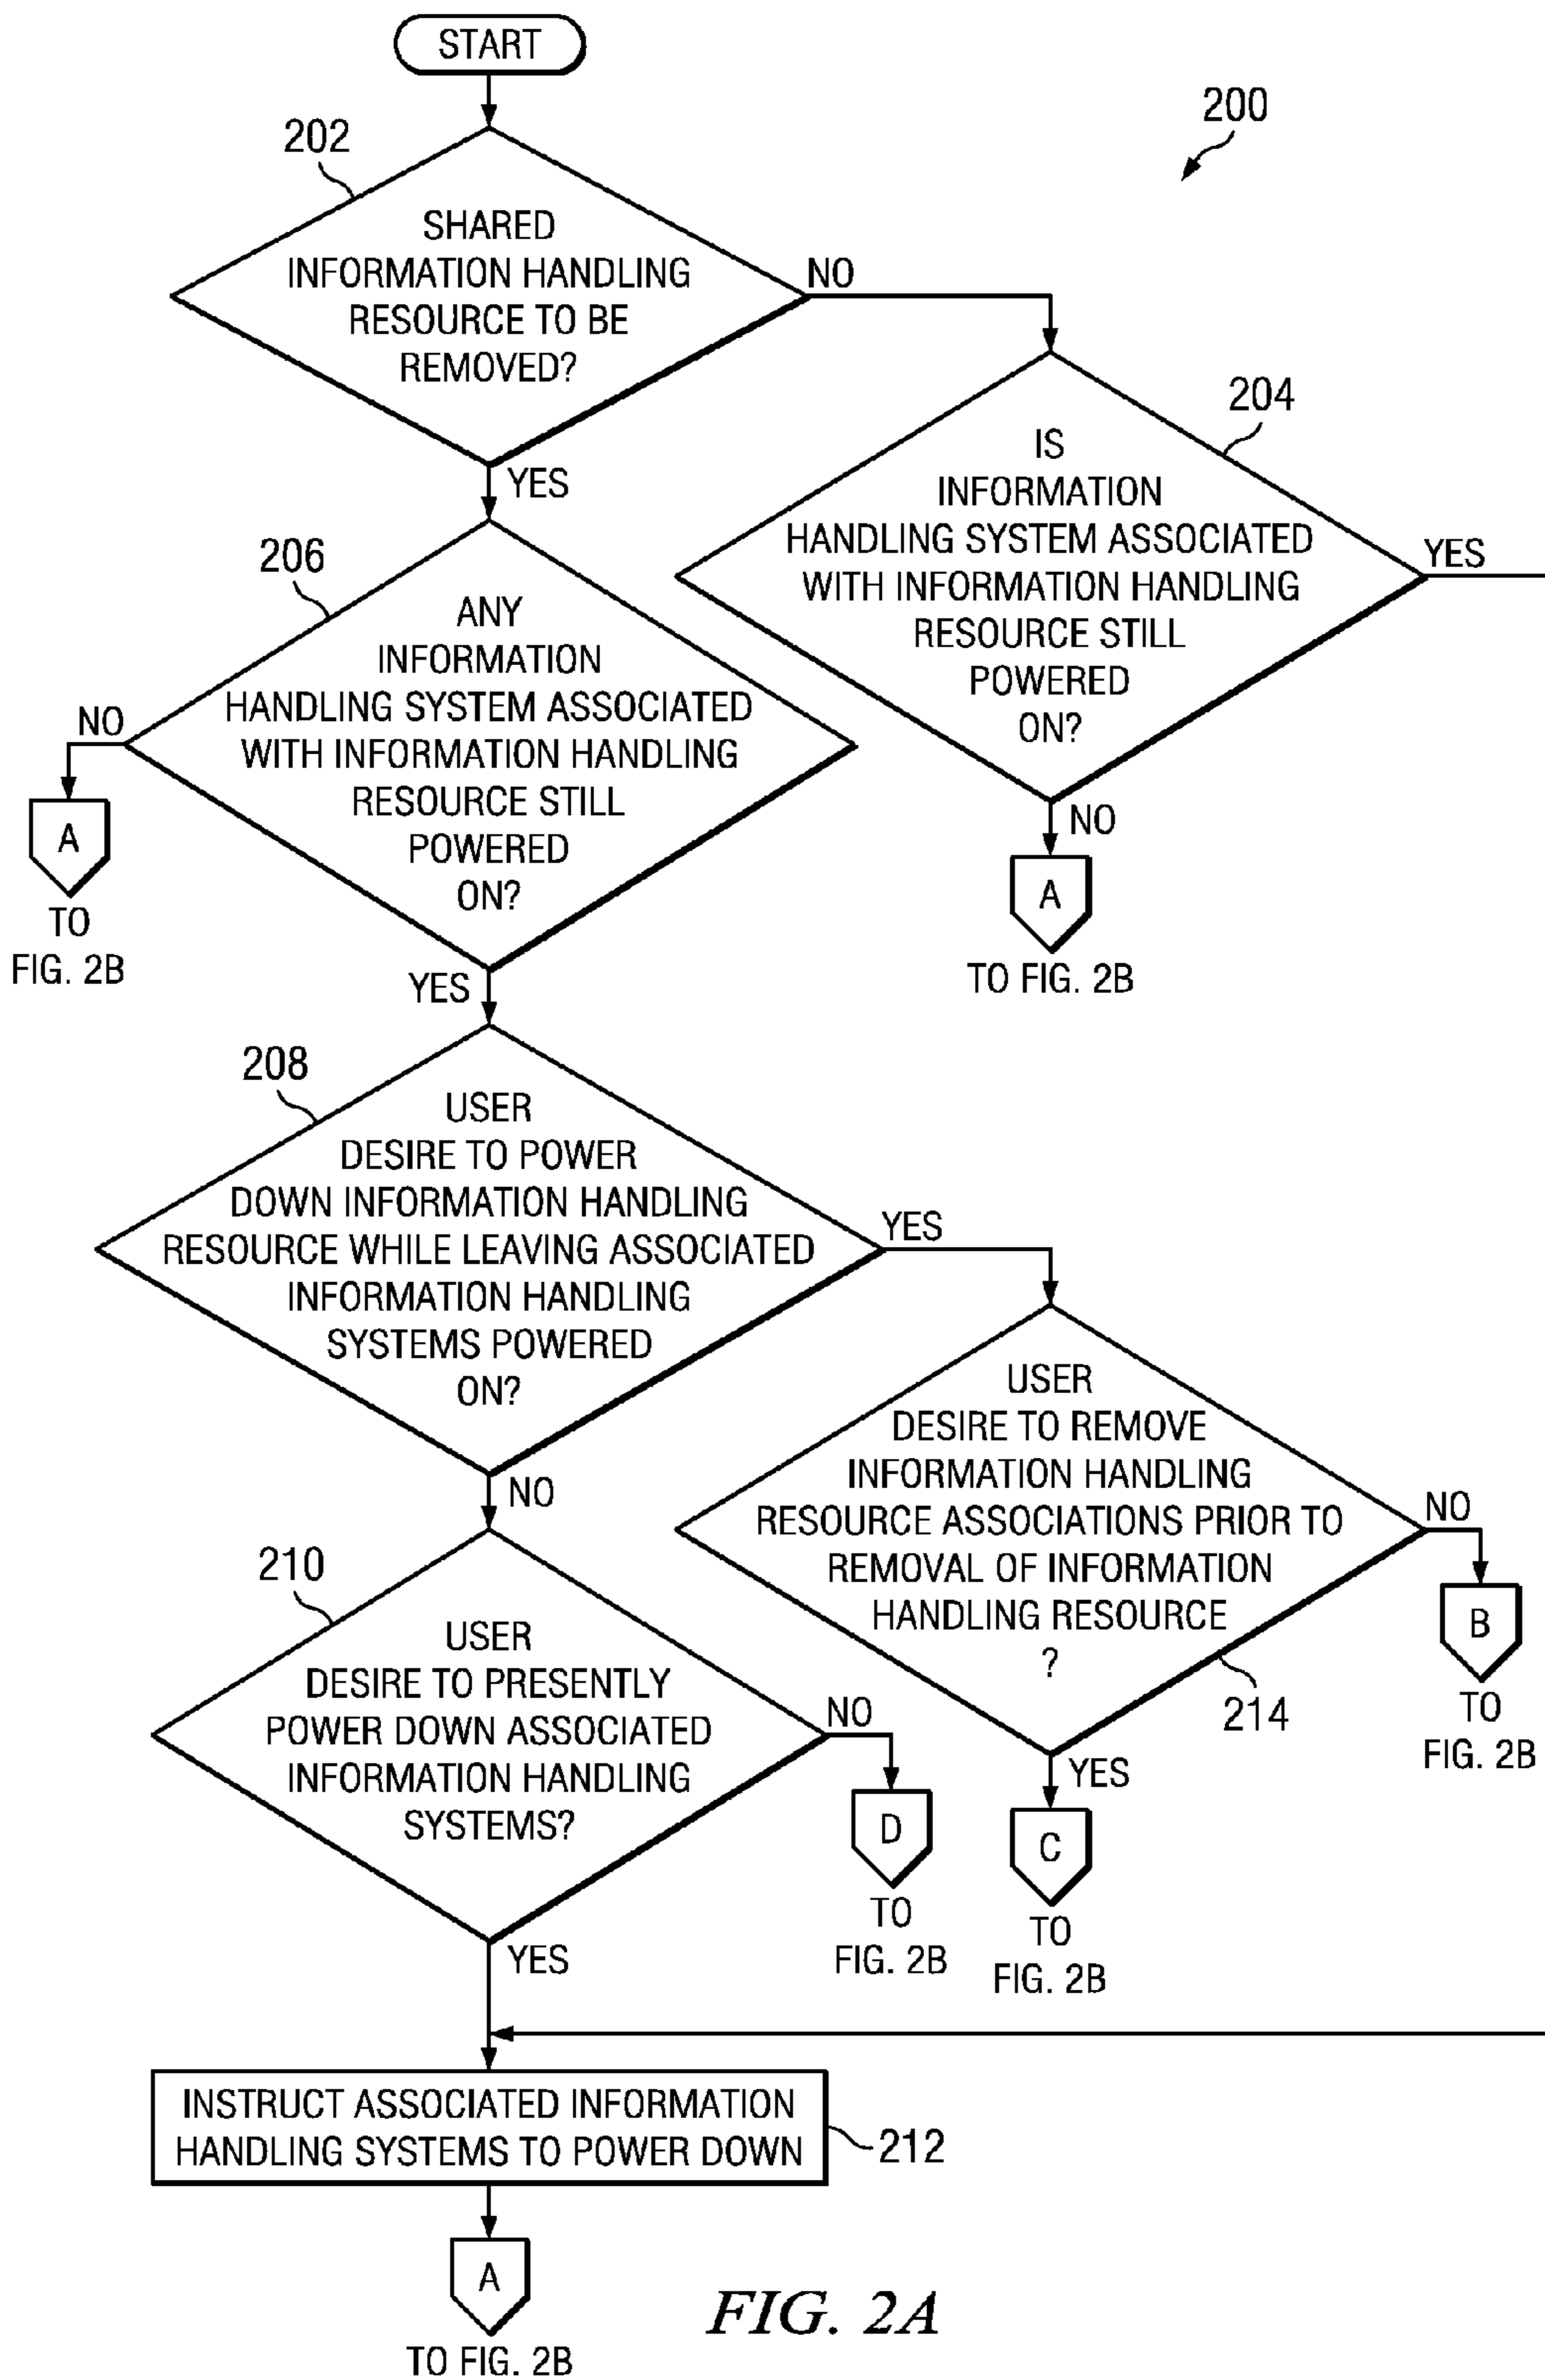 START
200
202
SHARED
INFORMATION HANDLING
RESOURCE TO BE
REMOVED?
NO
YES
204
IS
INFORMATION
HANDLING SYSTEM ASSOCIATED
WITH INFORMATION HANDLING
RESOURCE STILL
POWERED
ON?
YES
NO
A
TO FIG. 2B
206
ANY
INFORMATION
HANDLING SYSTEM ASSOCIATED
WITH INFORMATION HANDLING
RESOURCE STILL
POWERED
ON?
NO
A
TO
FIG. 2B
YES
208
USER
DESIRE TO POWER
DOWN INFORMATION HANDLING
RESOURCE WHILE LEAVING ASSOCIATED
INFORMATION HANDLING
SYSTEMS POWERED
ON?
YES
NO
USER
DESIRE TO REMOVE
INFORMATION HANDLING
RESOURCE ASSOCIATIONS PRIOR TO
REMOVAL OF INFORMATION
HANDLING RESOURCE
?
214
NO
B
TO
FIG. 2B
YES
C
TO
FIG. 2B
210
USER
DESIRE TO PRESENTLY
POWER DOWN ASSOCIATED
INFORMATION HANDLING
SYSTEMS?
NO
D
TO
FIG. 2B
YES
INSTRUCT ASSOCIATED INFORMATION
HANDLING SYSTEMS TO POWER DOWN
212
A
TO FIG. 2B
FIG. 2A